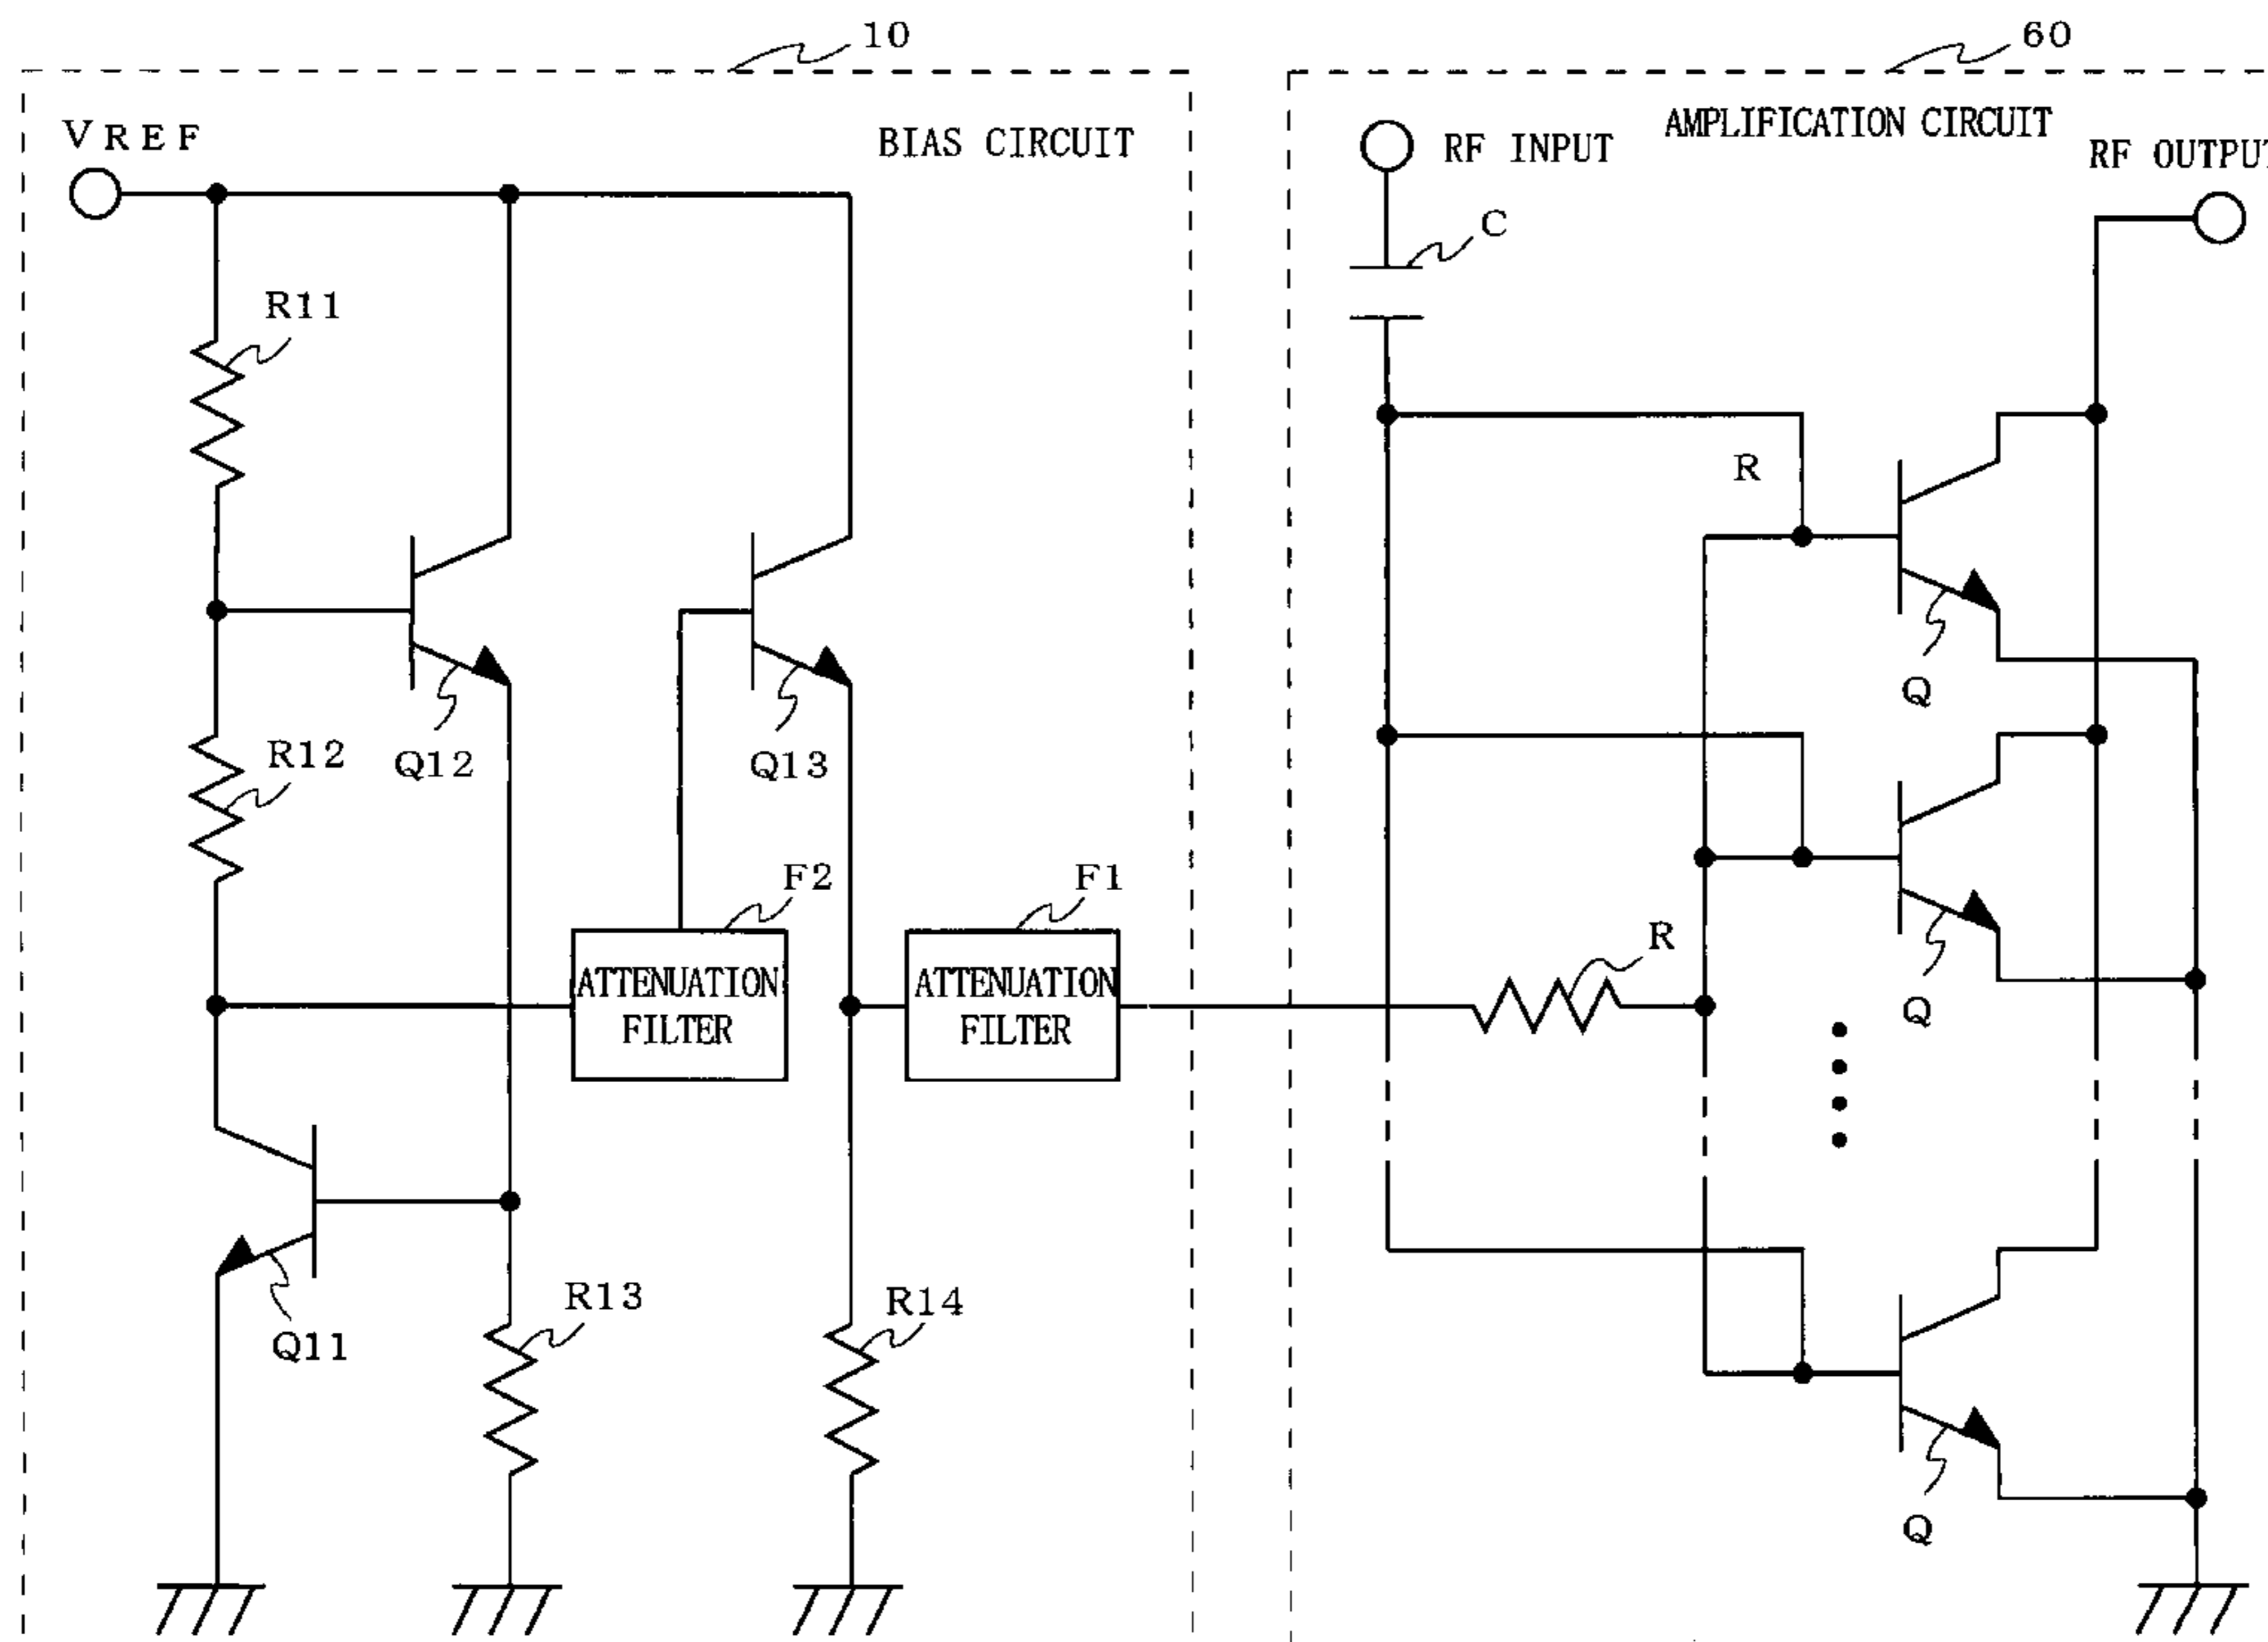 10
60
VREF
BIAS CIRCUIT
RF INPUT
AMPLIFICATION CIRCUIT
RF OUTPUT
C
R11
R
Q
R12
Q12
Q13
F2
F1
R
ATTENUATION
FILTER
ATTENUATION
FILTER
Q
R13
R14
Q11
Q